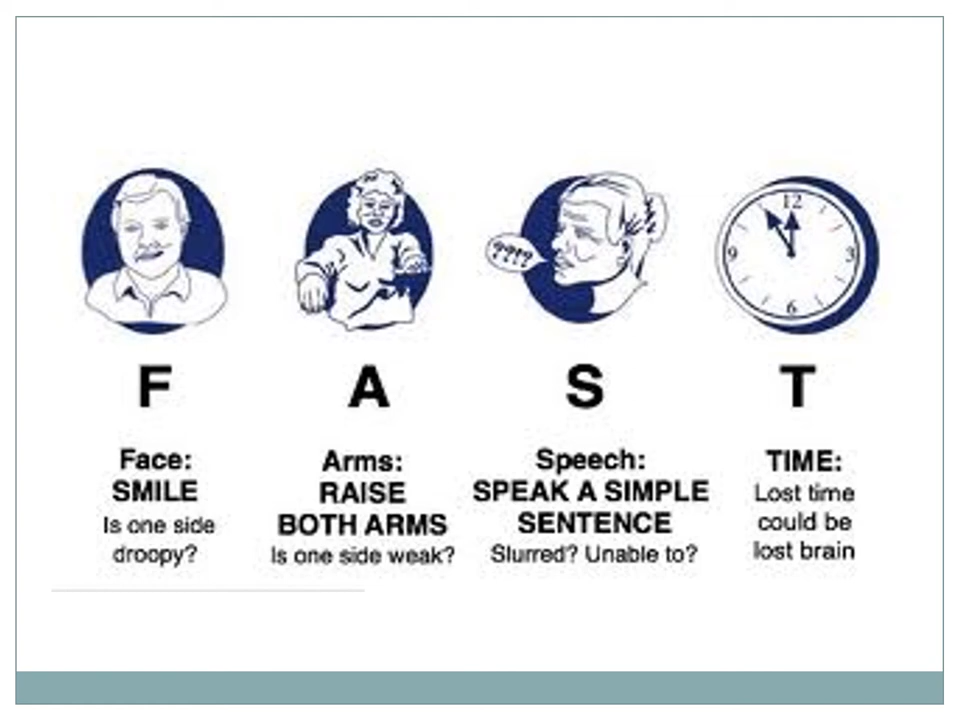 ????
12
3
6
9
F
A
S
T
Face:
SMILE
Is one side
droopy?
Arms:
RAISE
BOTH ARMS
Is one side weak?
Speech:
SPEAK A SIMPLE
SENTENCE
Slurred? Unable to?
TIME:
Lost time
could be
lost brain